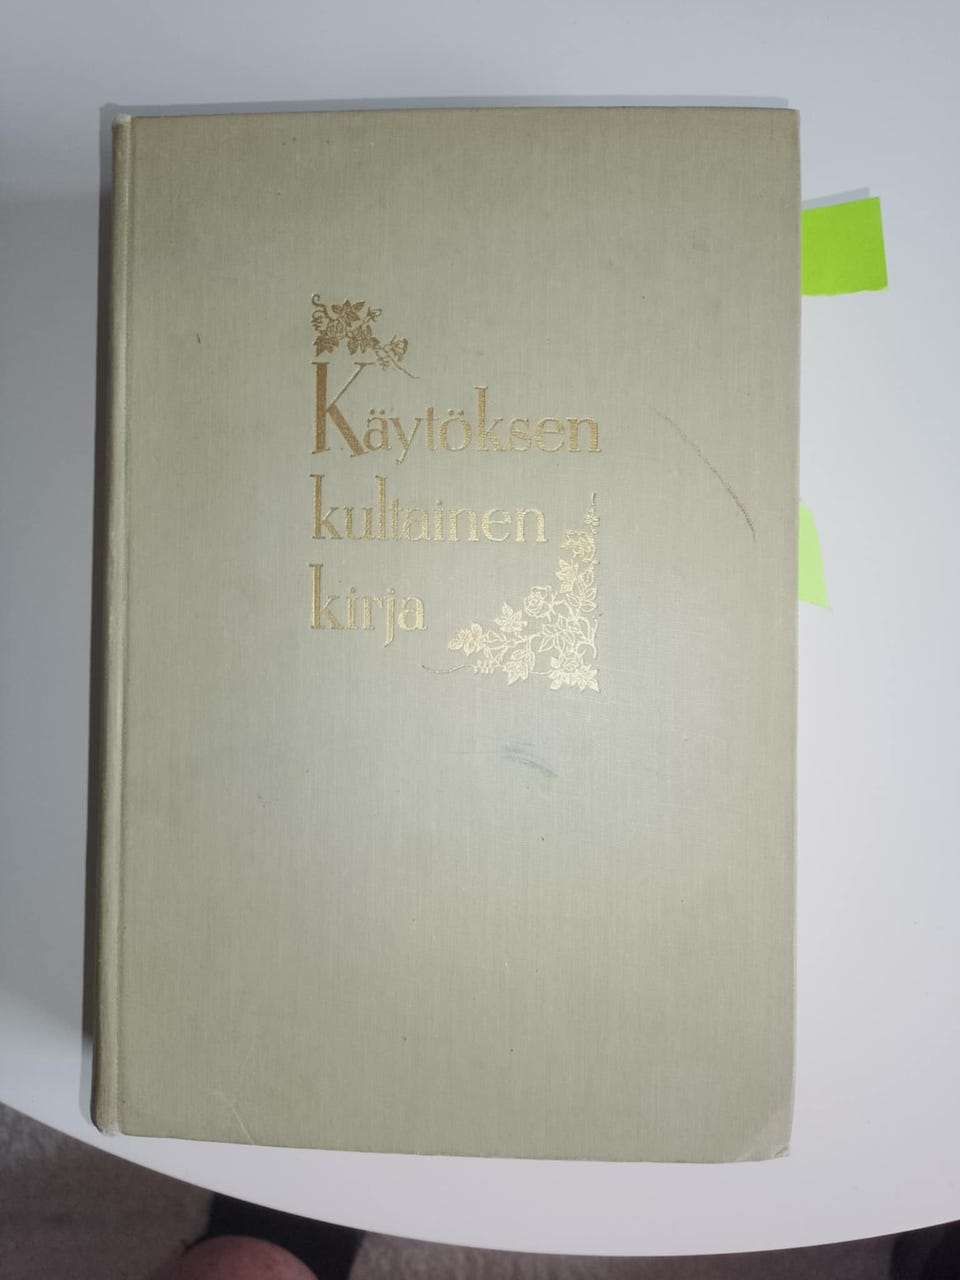 Käytöksen
kultainen
kirja